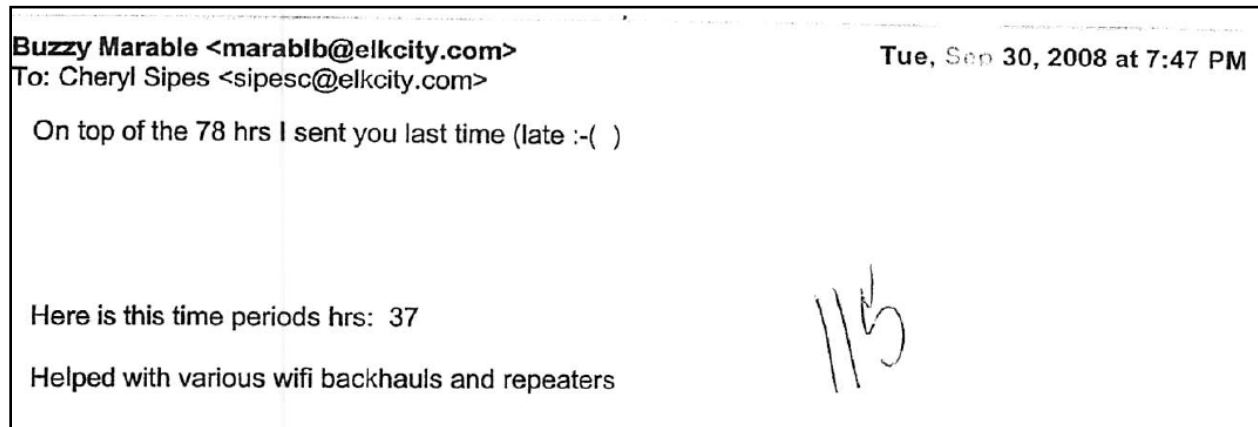 Buzzy Marable <marablb@elkcity.com>
Tue, Sep 30, 2008 at 7:47 PM
To: Cheryl Sipes <sipesc@elkcity.com>
On top of the 78 hrs I sent you last time (late :-( )
Here is this time periods hrs: 37
115
Helped with various wifi backhauls and repeaters